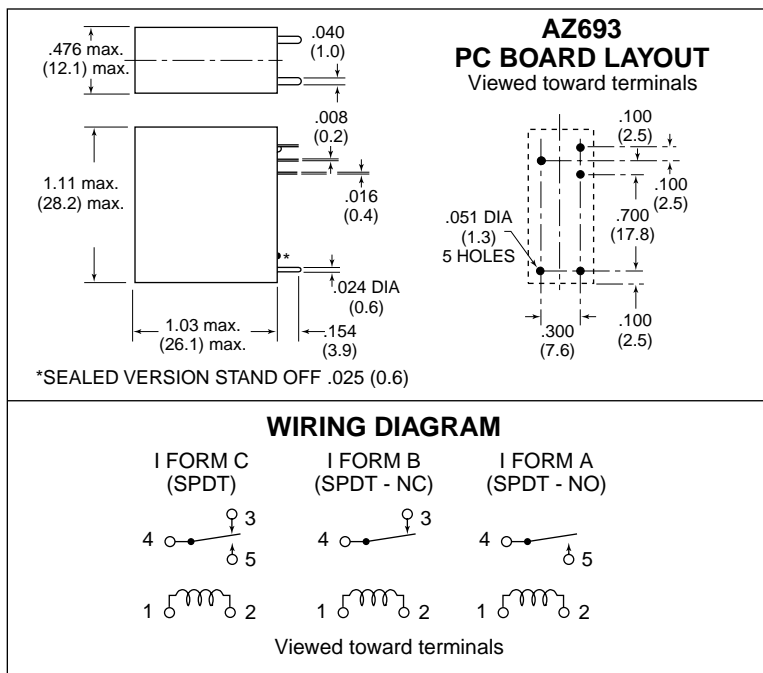 .476 max.
(12.1) max.
.040
(1.0)
.008
(0.2)
1.11 max.
(28.2) max.
.016
(0.4)
*
.024 DIA
(0.6)
1.03 max.
(26.1) max.
.154
(3.9)
*SEALED VERSION STAND OFF .025 (0.6)
AZ693
PC BOARD LAYOUT
Viewed toward terminals
.100
(2.5)
.100
(2.5)
.051 DIA
(1.3)
5 HOLES
.700
(17.8)
.300
(7.6)
.100
(2.5)
WIRING DIAGRAM
I FORM C
(SPDT)
I FORM B
(SPDT - NC)
I FORM A
(SPDT - NO)
3
4
5
1 2
3
4
1 2
4
5
1 2
Viewed toward terminals